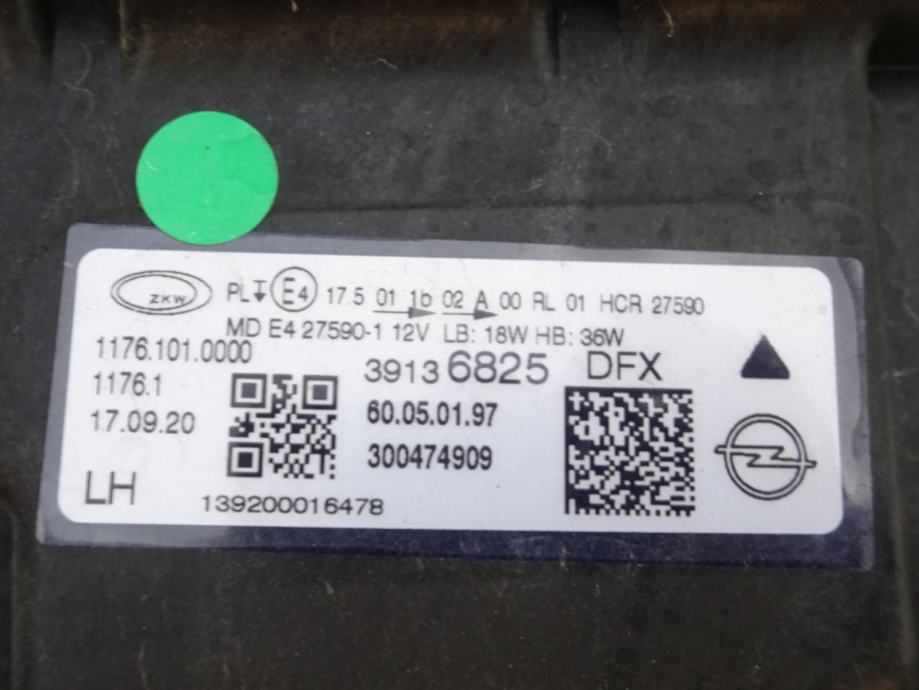 ZKW PL E4 17.5 01 1b 02 A 00 RL 01 HCR 27590
MD E4 27590-1 12V LB: 18W HB: 36W
1176.101.0000
39136825 DFX
1176.1
60.05.01.97
17.09.20
300474909
LH
139200016478